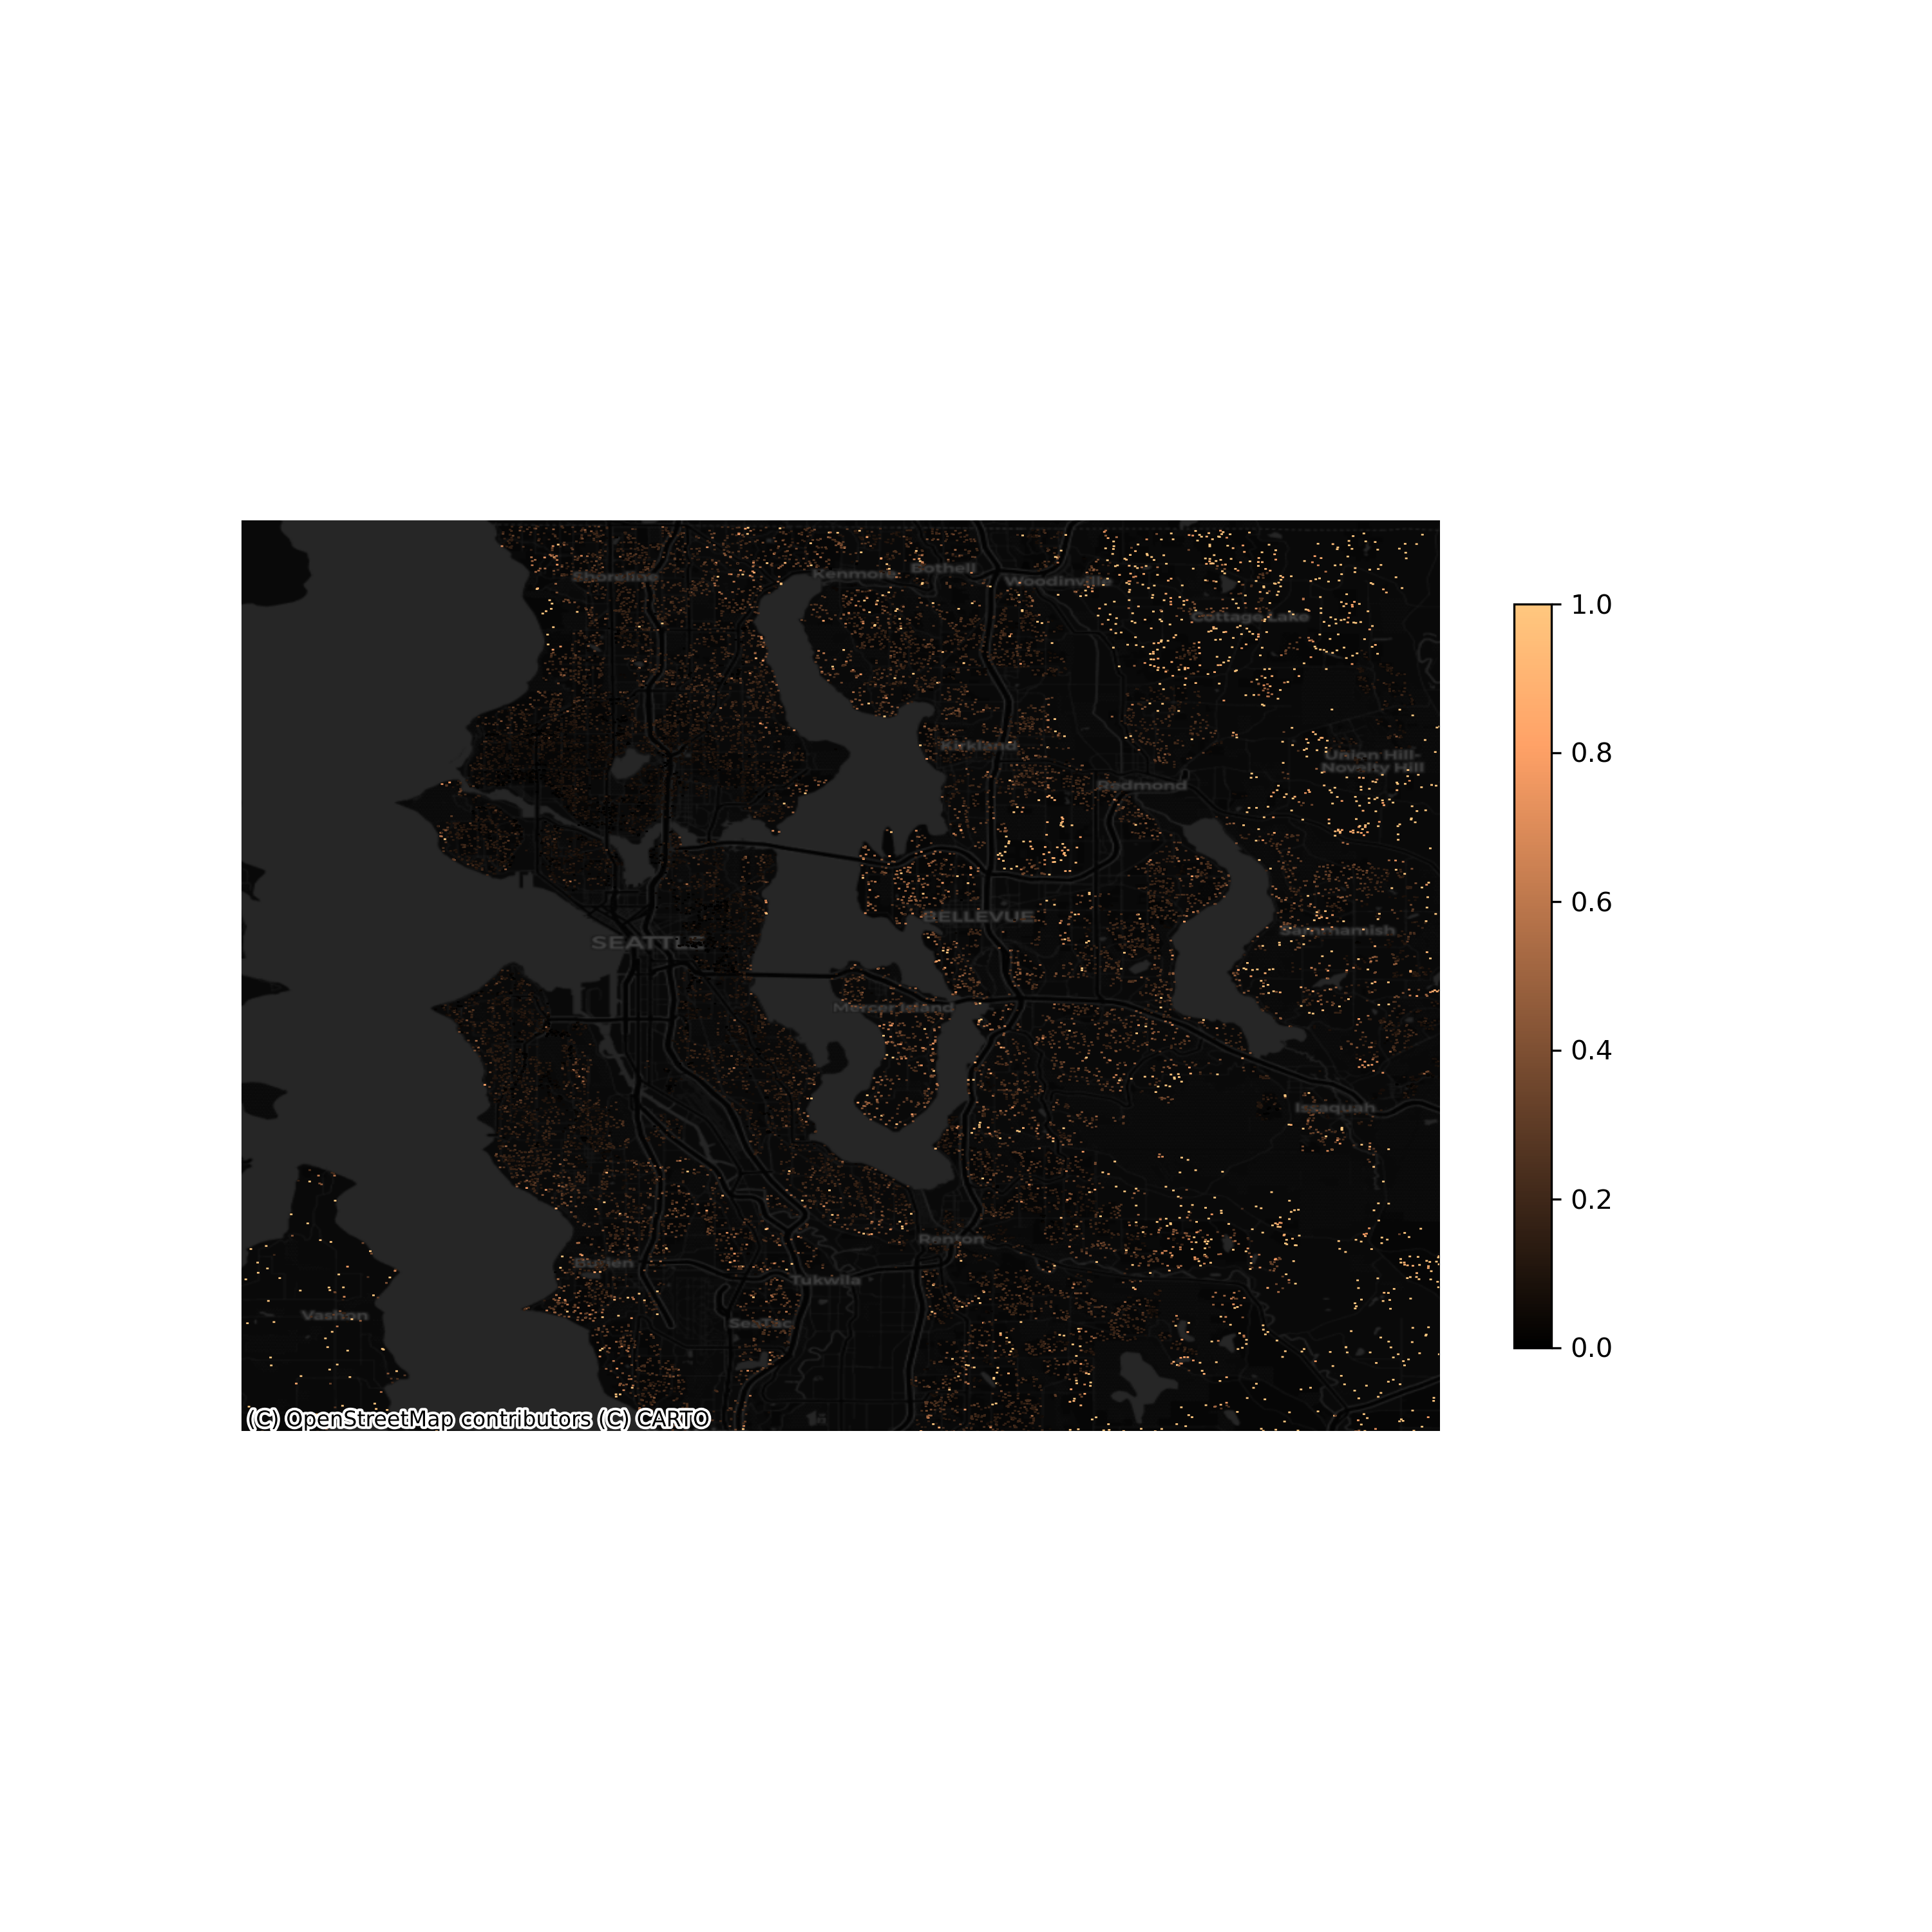 Shoreline
Kenmore
Bothell
Woodinville
Cottage Lake
Kirkland
Union Hill-
Novelty Hill
Redmond
BELLEVUE
Sammamish
SEATTLE
Mercer Island
Issaquah
Renton
Burien
Tukwila
Vashon
SeaTac
(C) OpenStreetMap contributors (C) CARTO
1.0
0.8
0.6
0.4
0.2
0.0